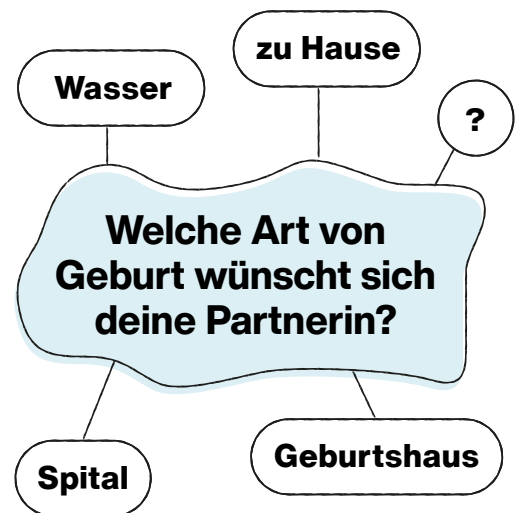 zu Hause
Wasser
?
Welche Art von
Geburt wünscht sich
deine Partnerin?
Geburtshaus
Spital